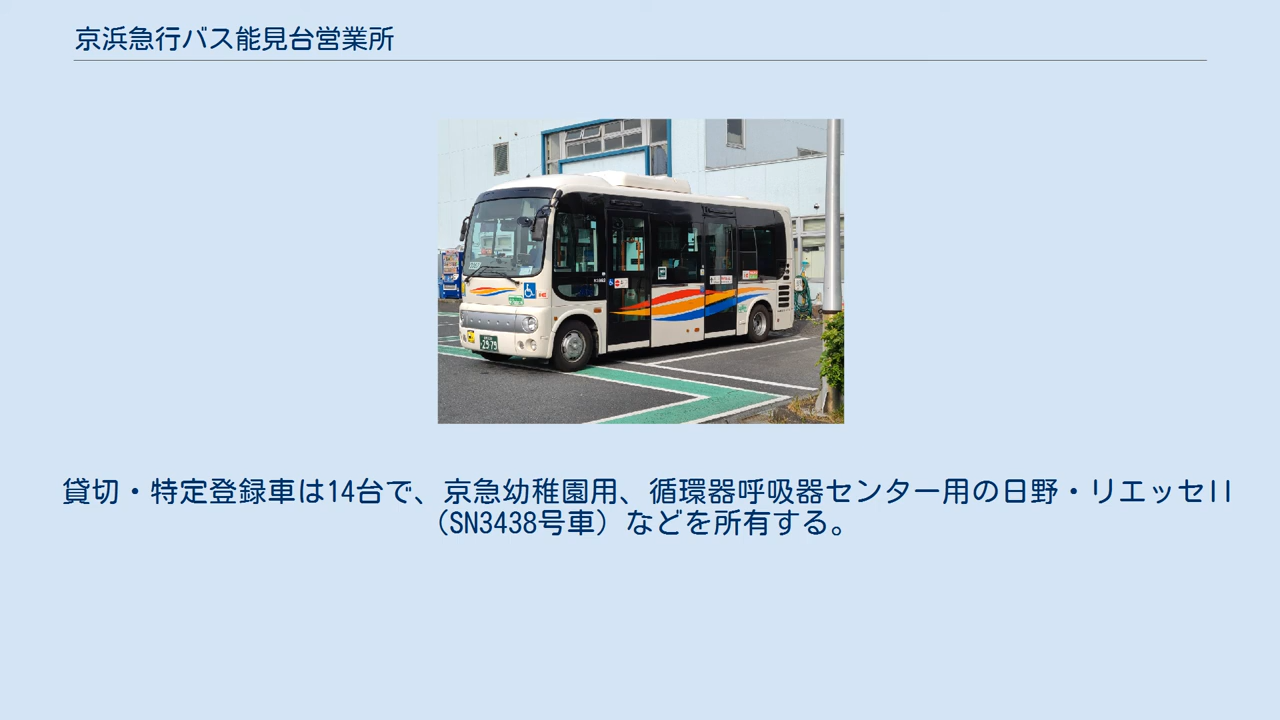 京浜急行バス能見台営業所
29-79
貸切・特定登録車は14台で、京急幼稚園用、循環器呼吸器センター用の日野・リエッセII
（SN3438号車）などを所有する。